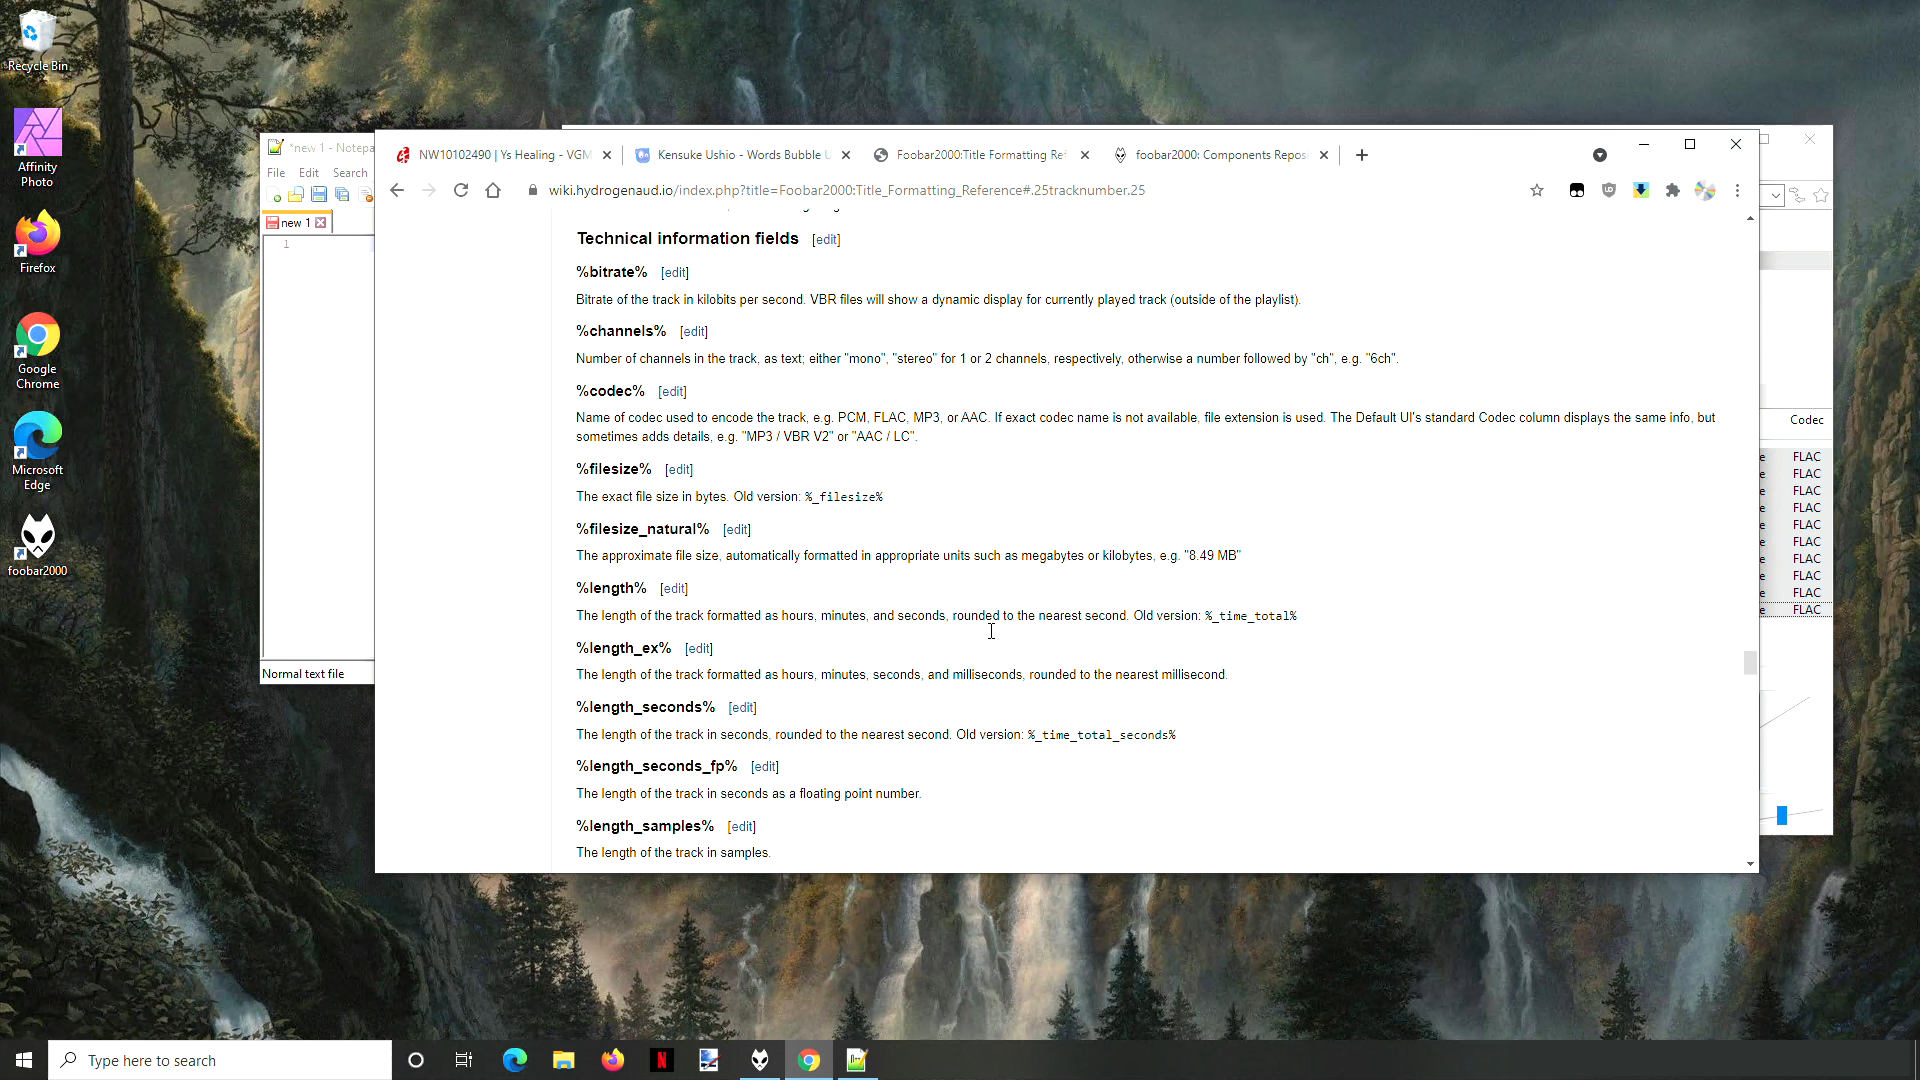 Recycle Bin
Affinity
Photo
Firefox
Google
Chrome
Microsoft
Edge
foobar2000
*new 1 - Notepa
File Edit Search
new 1
1
Normal text file
NW10102490 | Ys Healing - VGM
Kensuke Ushio - Words Bubble U
Foobar2000:Title Formatting Ref
foobar2000: Components Repos
wiki.hydrogenaud.io/index.php?title=Foobar2000:Title_Formatting_Reference#.25tracknumber.25
Technical information fields [edit]
%bitrate% [edit]
Bitrate of the track in kilobits per second. VBR files will show a dynamic display for currently played track (outside of the playlist).
%channels% [edit]
Number of channels in the track, as text; either "mono", "stereo" for 1 or 2 channels, respectively, otherwise a number followed by "ch", e.g. "6ch".
%codec% [edit]
Name of codec used to encode the track, e.g. PCM, FLAC, MP3, or AAC. If exact codec name is not available, file extension is used. The Default UI's standard Codec column displays the same info, but
sometimes adds details, e.g. "MP3 / VBR V2" or "AAC / LC".
%filesize% [edit]
The exact file size in bytes. Old version: %_filesize%
%filesize_natural% [edit]
The approximate file size, automatically formatted in appropriate units such as megabytes or kilobytes, e.g. "8.49 MB"
%length% [edit]
The length of the track formatted as hours, minutes, and seconds, rounded to the nearest second. Old version: %_time_total%
%length_ex% [edit]
The length of the track formatted as hours, minutes, seconds, and milliseconds, rounded to the nearest millisecond.
%length_seconds% [edit]
The length of the track in seconds, rounded to the nearest second. Old version: %_time_total_seconds%
%length_seconds_fp% [edit]
The length of the track in seconds as a floating point number.
%length_samples% [edit]
The length of the track in samples.
Codec
e FLAC
e FLAC
e FLAC
e FLAC
e FLAC
e FLAC
e FLAC
e FLAC
e FLAC
e FLAC
Type here to search